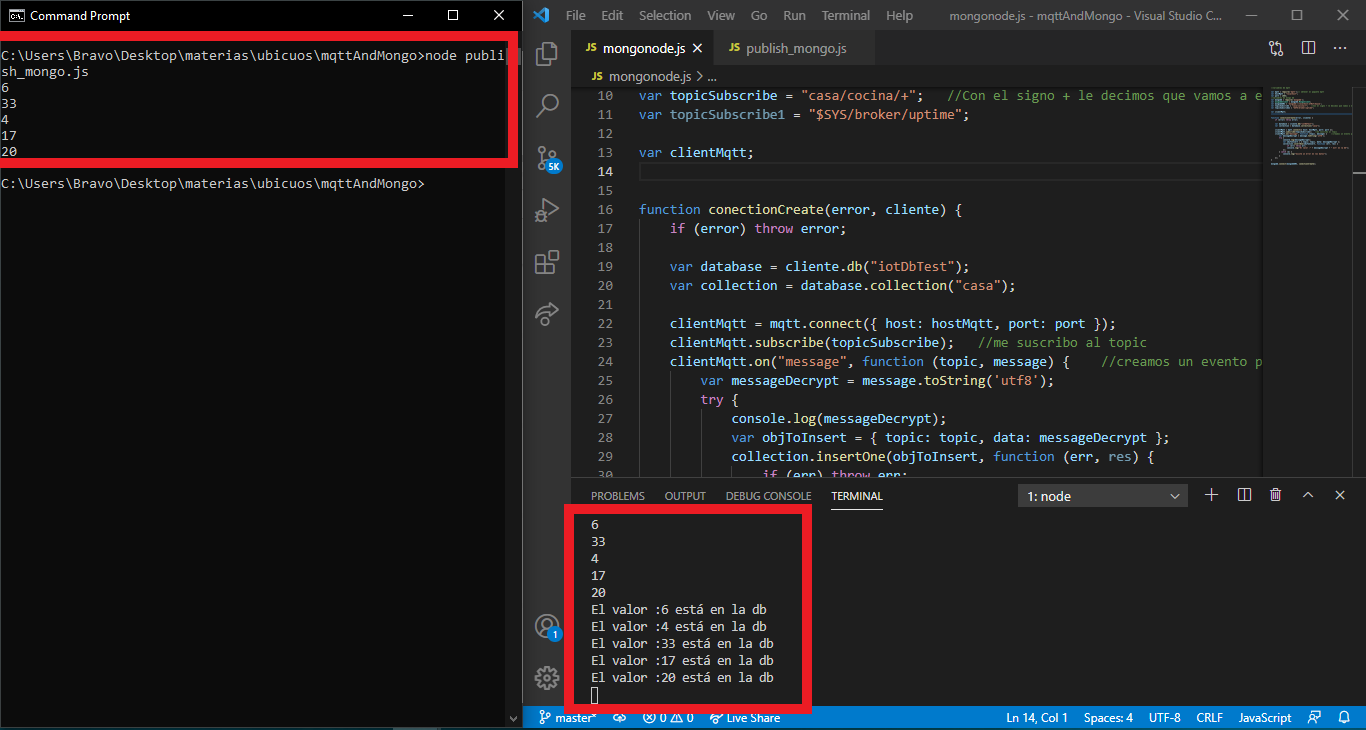 Command Prompt
C:\Users\Bravo\Desktop\materias\ubicuos\mqttAndMongo>node publi
sh_mongo.js
6
33
4
17
20
C:\Users\Bravo\Desktop\materias\ubicuos\mqttAndMongo>
File Edit Selection View Go Run Terminal Help mongonode.js - mqttAndMongo - Visual Studio C...
JS mongonode.js JS publish_mongo.js
JS mongonode.js > ...
5K
10 var topicSubscribe = "casa/cocina/+"; //Con el signo + le decimos que vamos a e
11 var topicSubscribe1 = "$SYS/broker/uptime";
12
13 var clientMqtt;
14
15
16 function conectionCreate(error, cliente) {
17 if (error) throw error;
18
19 var database = cliente.db("iotDbTest");
20 var collection = database.collection("casa");
21
22 clientMqtt = mqtt.connect({ host: hostMqtt, port: port });
23 clientMqtt.subscribe(topicSubscribe); //me suscribo al topic
24 clientMqtt.on("message", function (topic, message) { //creamos un evento p
25 var messageDecrypt = message.toString('utf8');
26 try {
27 console.log(messageDecrypt);
28 var objToInsert = { topic: topic, data: messageDecrypt };
29 collection.insertOne(objToInsert, function (err, res) {
30 if (err) throw err;
PROBLEMS OUTPUT DEBUG CONSOLE TERMINAL 1: node
6
33
4
17
20
El valor :6 está en la db
El valor :4 está en la db
El valor :33 está en la db
El valor :17 está en la db
El valor :20 está en la db
1
master* 0 0 Live Share Ln 14, Col 1 Spaces: 4 UTF-8 CRLF JavaScript